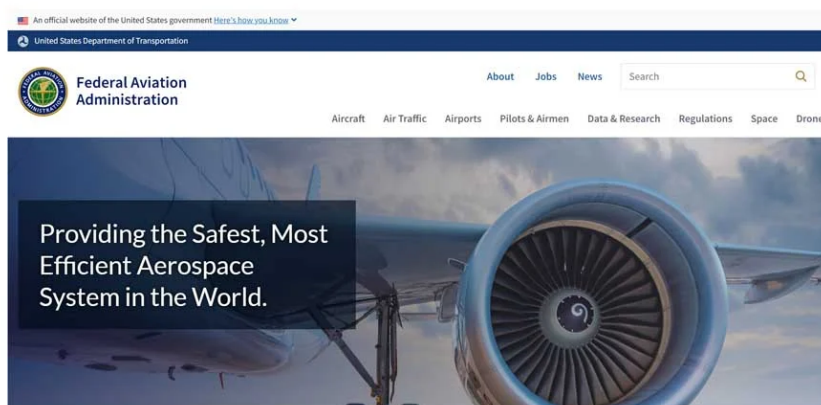 An official website of the United States government Here's how you know
United States Department of Transportation
Federal Aviation
Administration
About Jobs News Search
Aircraft Air Traffic Airports Pilots & Airmen Data & Research Regulations Space Drone
Providing the Safest, Most
Efficient Aerospace
System in the World.